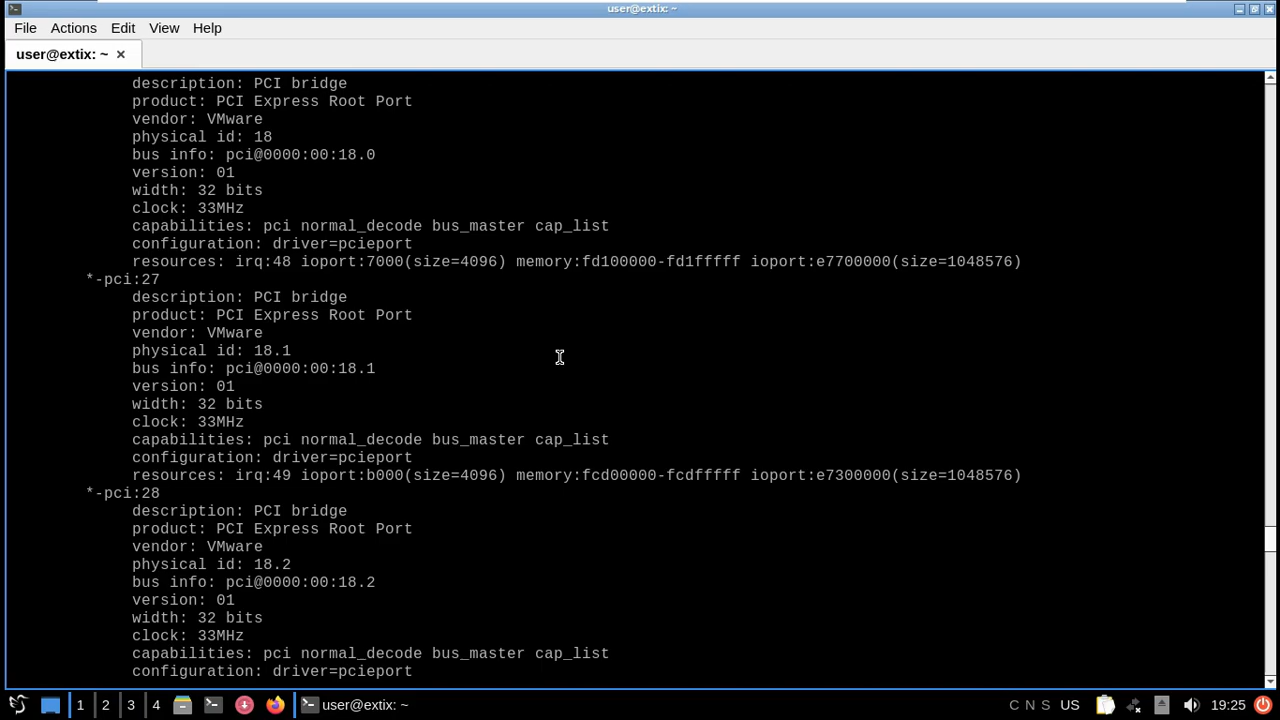 user@extix: ~
File Actions Edit View Help
user@extix: ~
description: PCI bridge
product: PCI Express Root Port
vendor: VMware
physical id: 18
bus info: pci@0000:00:18.0
version: 01
width: 32 bits
clock: 33MHz
capabilities: pci normal_decode bus_master cap_list
configuration: driver=pcieport
resources: irq:48 ioport:7000(size=4096) memory:fd100000-fd1fffff ioport:e7700000(size=1048576)
*-pci:27
description: PCI bridge
product: PCI Express Root Port
vendor: VMware
physical id: 18.1
bus info: pci@0000:00:18.1
version: 01
width: 32 bits
clock: 33MHz
capabilities: pci normal_decode bus_master cap_list
configuration: driver=pcieport
resources: irq:49 ioport:b000(size=4096) memory:fcd00000-fcdfffff ioport:e7300000(size=1048576)
*-pci:28
description: PCI bridge
product: PCI Express Root Port
vendor: VMware
physical id: 18.2
bus info: pci@0000:00:18.2
version: 01
width: 32 bits
clock: 33MHz
capabilities: pci normal_decode bus_master cap_list
configuration: driver=pcieport
1 2 3 4 user@extix: ~ C N S US 19:25